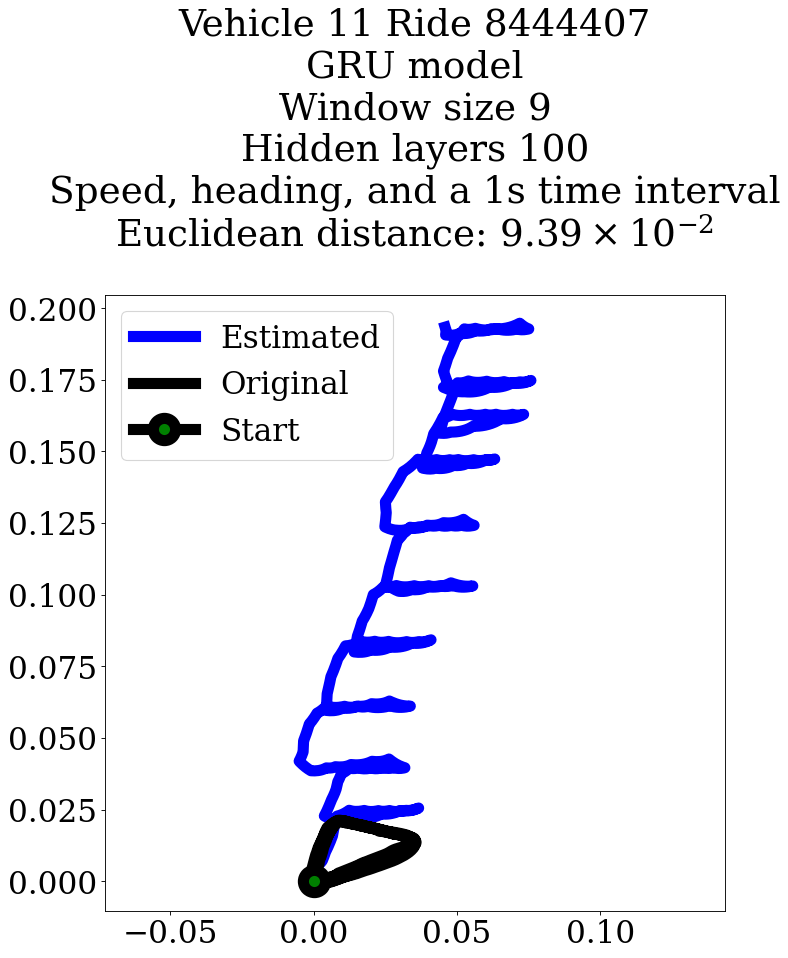 Vehicle 11 Ride 8444407
GRU model
Window size 9
Hidden layers 100
Speed, heading, and a 1s time interval
Euclidean distance: 9.39 × 10⁻²
Estimated
Original
Start
0.200
0.175
0.150
0.125
0.100
0.075
0.050
0.025
0.000
−0.05 0.00 0.05 0.10